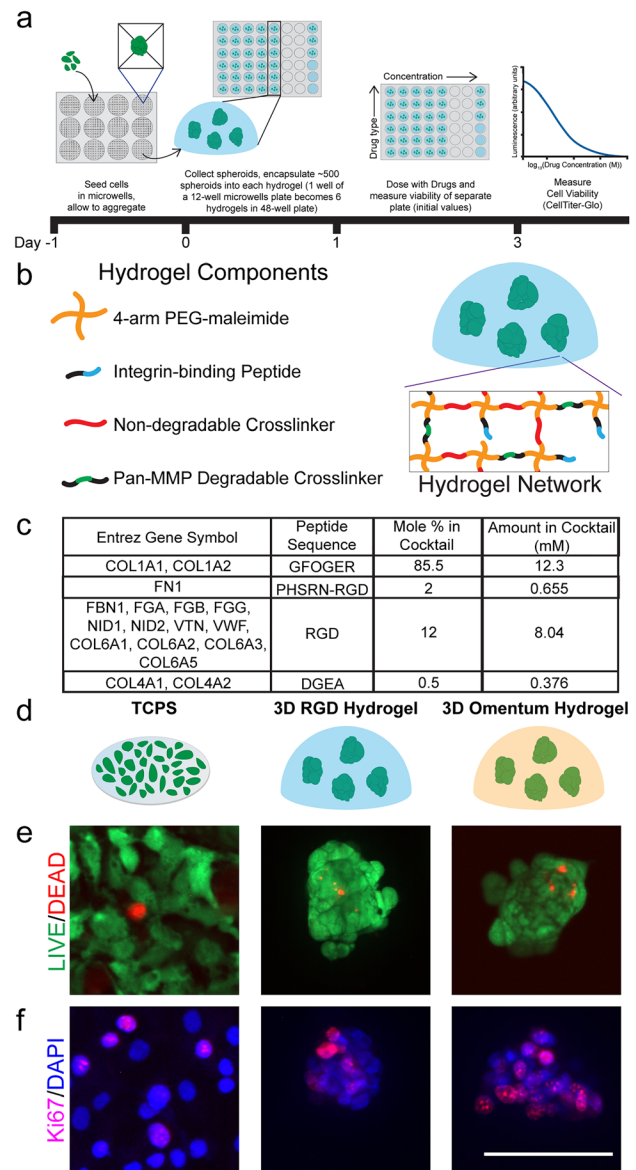 a
Concentration
Drug type
Luminescence (arbitrary units)
log₁₀(Drug Concentration (M))
Seed cells
in microwells,
allow to aggregate
Collect spheroids, encapsulate ~500
spheroids into each hydrogel (1 well of
a 12-well microwells plate becomes 6
hydrogels in 48-well plate)
Dose with Drugs and
measure viability of separate
plate (initial values)
Measure
Cell Viability
(CellTiter-Glo)
Day -1
0
1
3
b
Hydrogel Components
4-arm PEG-maleimide
Integrin-binding Peptide
Non-degradable Crosslinker
Pan-MMP Degradable Crosslinker
Hydrogel Network
c
Entrez Gene Symbol
Peptide
Sequence
Mole % in
Cocktail
Amount in Cocktail
(mM)
COL1A1, COL1A2
GFOGER
85.5
12.3
FN1
PHSRN-RGD
2
0.655
FBN1, FGA, FGB, FGG,
NID1, NID2, VTN, VWF,
COL6A1, COL6A2, COL6A3,
COL6A5
RGD
12
8.04
COL4A1, COL4A2
DGEA
0.5
0.376
d
TCPS
3D RGD Hydrogel
3D Omentum Hydrogel
e
LIVE/DEAD
f
Ki67/DAPI